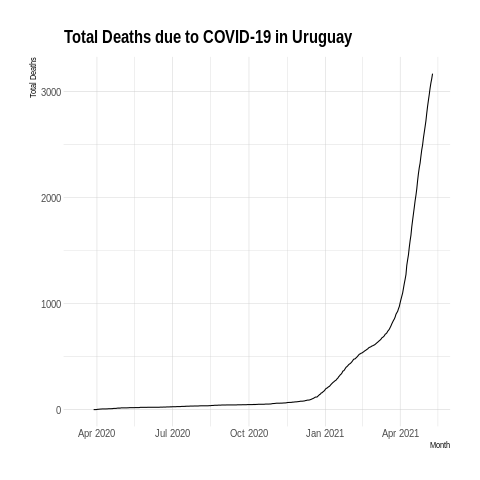 Total Deaths due to COVID-19 in Uruguay
Total Deaths
3000
2000
1000
0
Apr 2020 Jul 2020 Oct 2020 Jan 2021 Apr 2021
Month